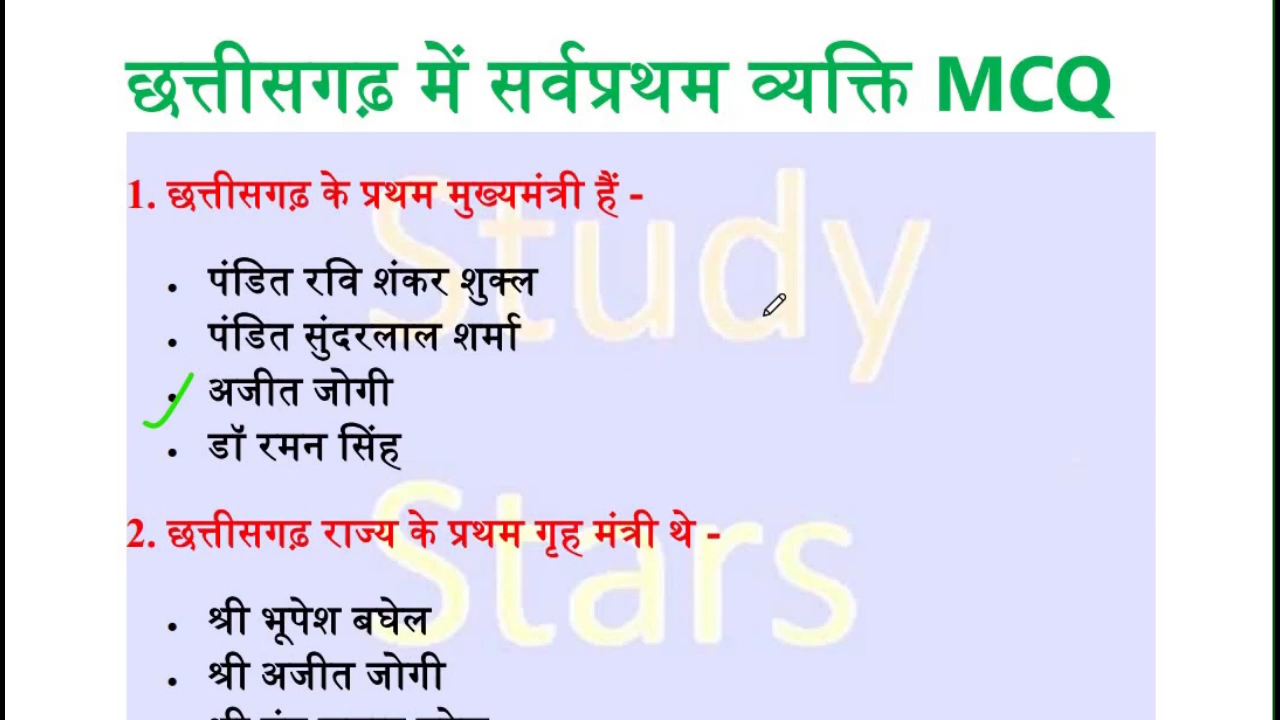 छत्तीसगढ़ में सर्वप्रथम व्यक्ति MCQ
Study
Stars
1. छत्तीसगढ़ के प्रथम मुख्यमंत्री हैं -
• पंडित रवि शंकर शुक्ल
• पंडित सुंदरलाल शर्मा
• अजीत जोगी
• डॉ रमन सिंह
2. छत्तीसगढ़ राज्य के प्रथम गृह मंत्री थे -
• श्री भूपेश बघेल
• श्री अजीत जोगी